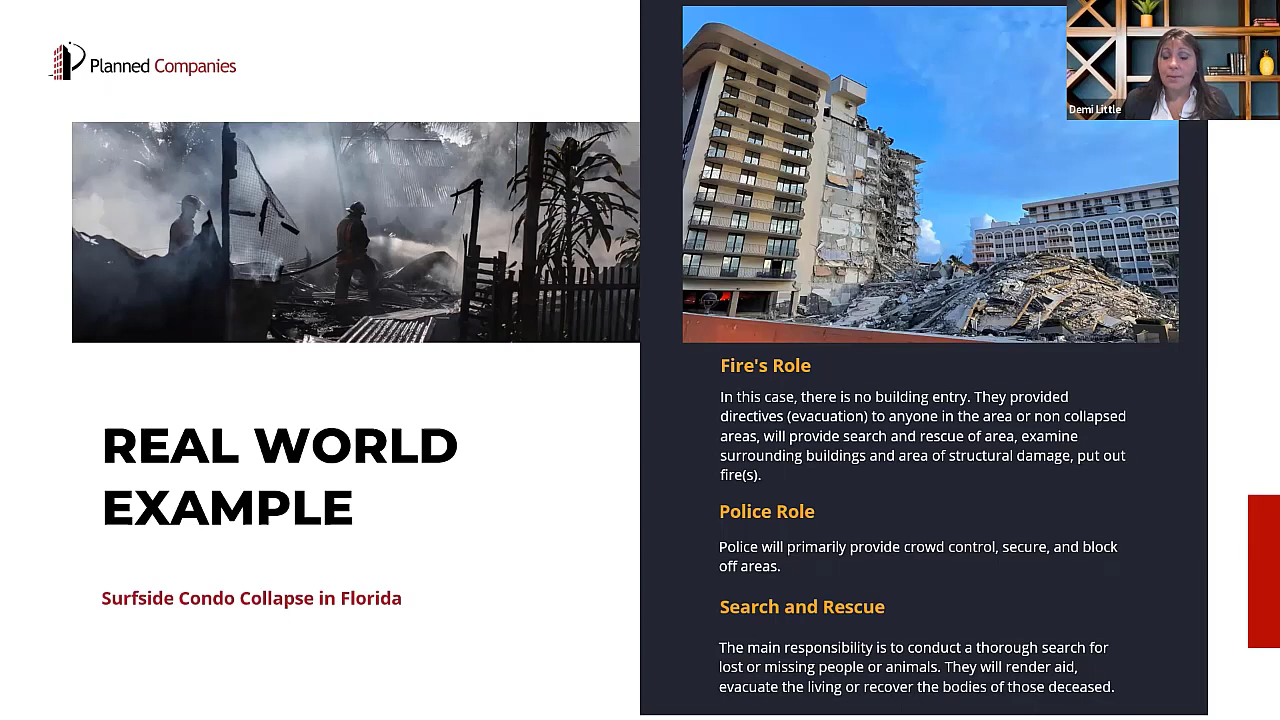 Planned Companies
Demi Little
REAL WORLD
EXAMPLE
Surfside Condo Collapse in Florida
Fire's Role
In this case, there is no building entry. They provided
directives (evacuation) to anyone in the area or non collapsed
areas, will provide search and rescue of area, examine
surrounding buildings and area of structural damage, put out
fire(s).
Police Role
Police will primarily provide crowd control, secure, and block
off areas.
Search and Rescue
The main responsibility is to conduct a thorough search for
lost or missing people or animals. They will render aid,
evacuate the living or recover the bodies of those deceased.